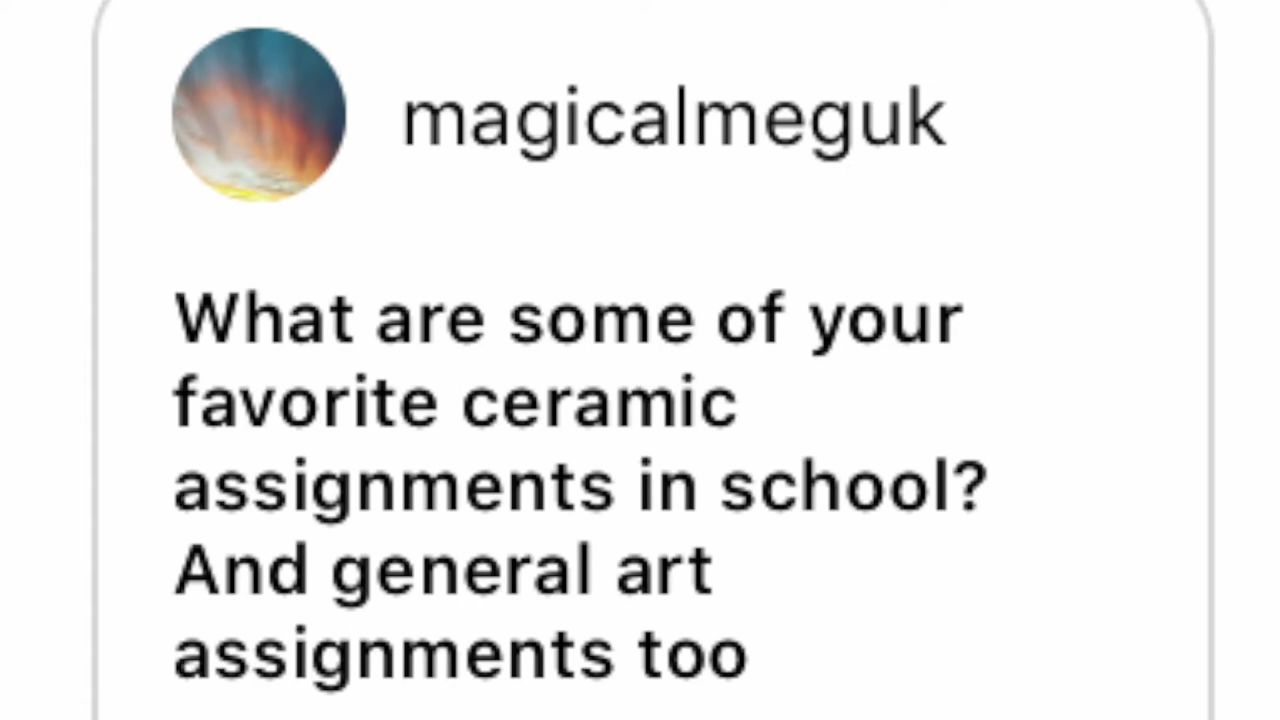 magicalmeguk
What are some of your
favorite ceramic
assignments in school?
And general art
assignments too